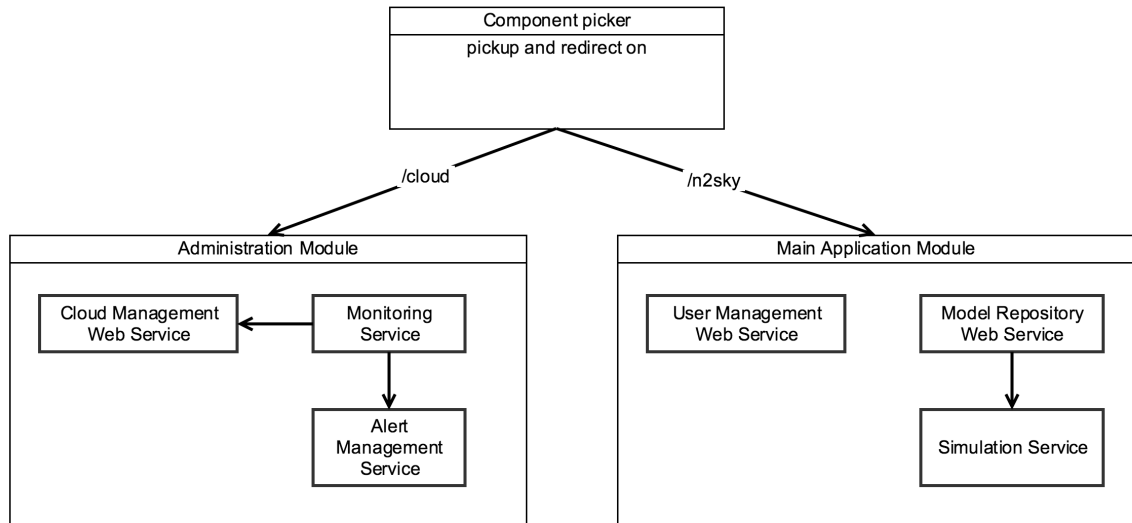 Component picker
pickup and redirect on
/cloud
/n2sky
Administration Module
Cloud Management
Web Service
Monitoring
Service
Alert
Management
Service
Main Application Module
User Management
Web Service
Model Repository
Web Service
Simulation Service